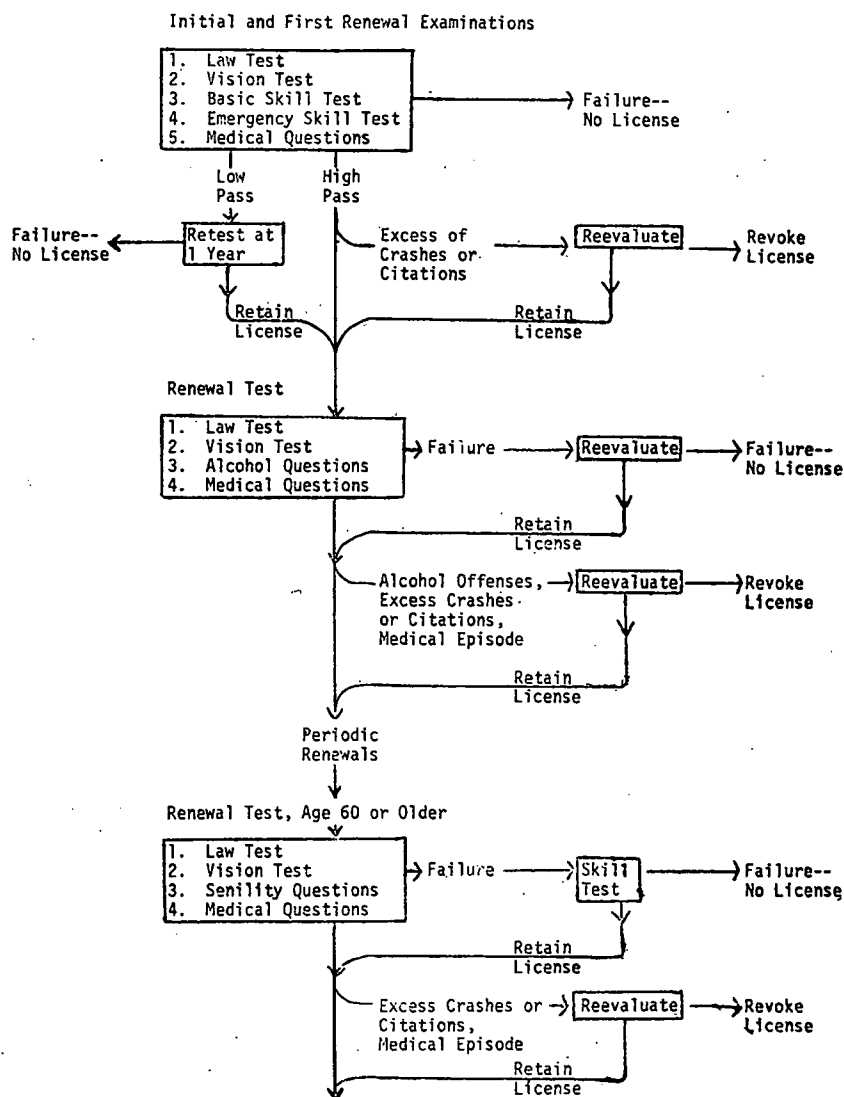 Initial and First Renewal Examinations
1. Law Test
2. Vision Test
3. Basic Skill Test
4. Emergency Skill Test
5. Medical Questions
Failure--
No License
Low
Pass
High
Pass
Failure--
No License
Retest at
1 Year
Excess of
Crashes or
Citations
Reevaluate
Revoke
License
Retain
License
Retain
License
Renewal Test
1. Law Test
2. Vision Test
3. Alcohol Questions
4. Medical Questions
Failure
Reevaluate
Failure--
No License
Retain
License
Alcohol Offenses,
Excess Crashes
or Citations,
Medical Episode
Reevaluate
Revoke
License
Retain
License
Periodic
Renewals
Renewal Test, Age 60 or Older
1. Law Test
2. Vision Test
3. Senility Questions
4. Medical Questions
Failure
Skill
Test
Failure--
No License
Retain
License
Excess Crashes or
Citations,
Medical Episode
Reevaluate
Revoke
License
Retain
License